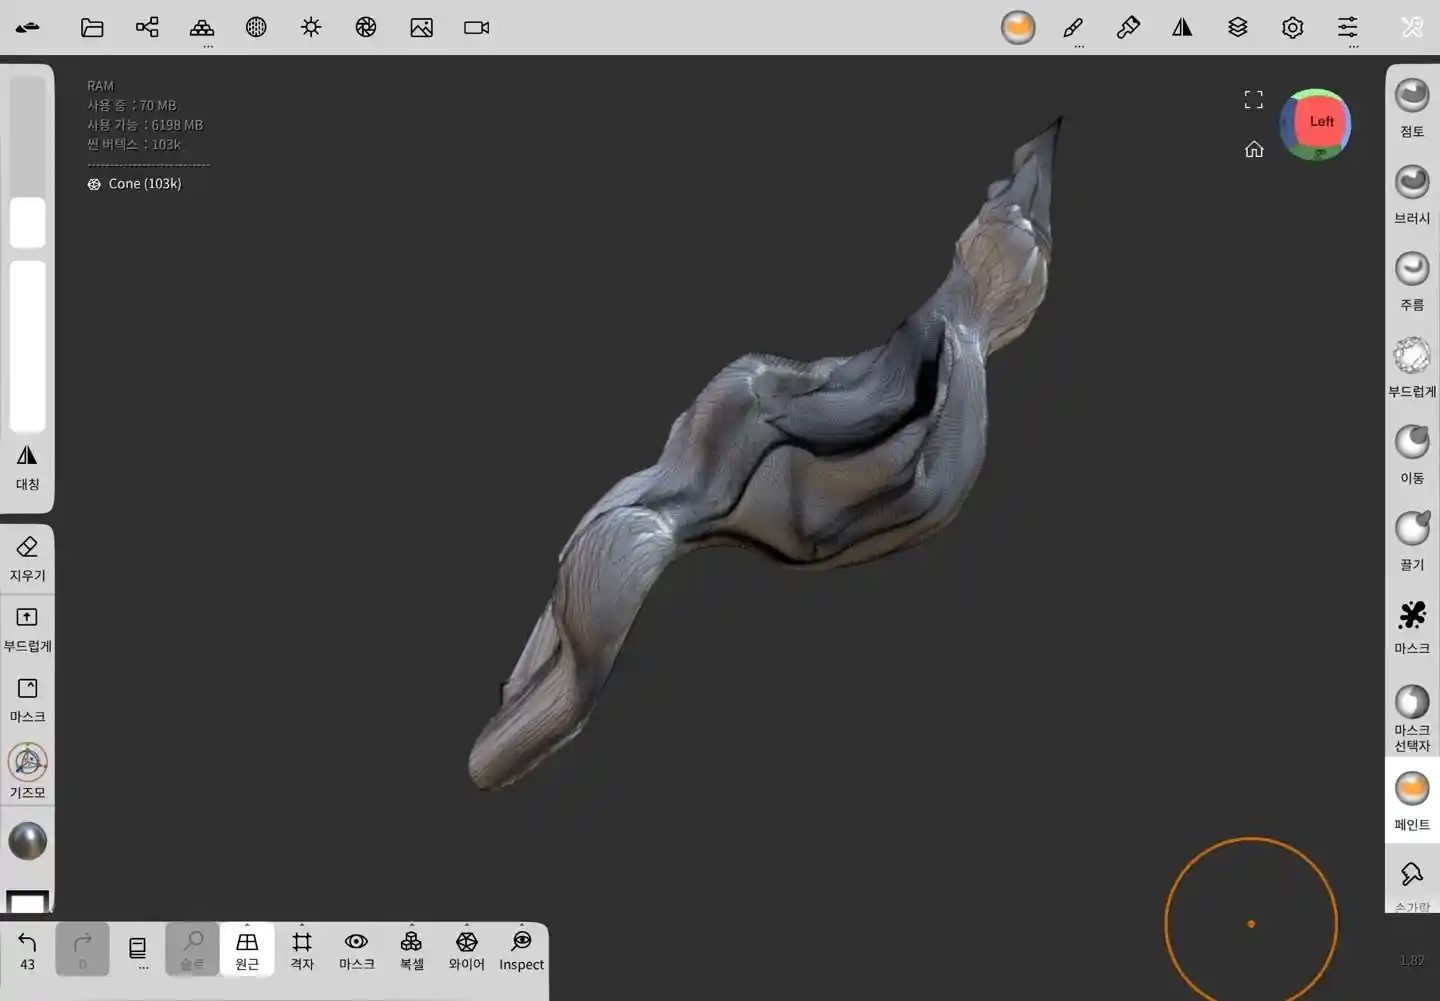 RAM
사용 중 : 70 MB
사용 가능 : 6198 MB
씬 버텍스 : 103k
----------------------------
Cone (103k)
Left
대칭
지우기
부드럽게
마스크
기즈모
점토
브러시
주름
부드럽게
이동
끌기
마스크
마스크
선택자
페인트
손가락
43
0
...
솔로
원근
격자
마스크
복셀
와이어
Inspect
1.82